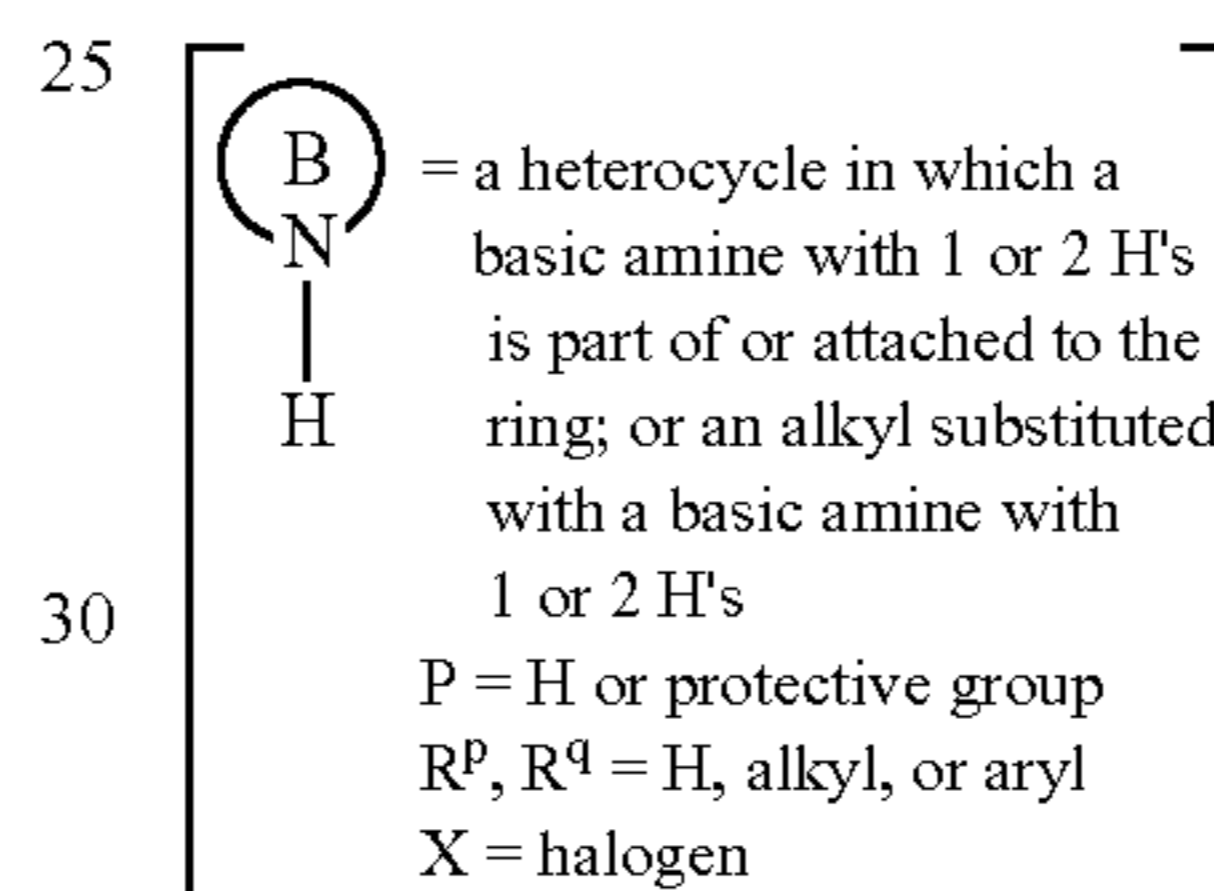 25
B
= a heterocycle in which a
N
basic amine with 1 or 2 H's
is part of or attached to the
H
ring; or an alkyl substituted
with a basic amine with
1 or 2 H's
30
P = H or protective group
Rᵖ, R^q = H, alkyl, or aryl
X = halogen